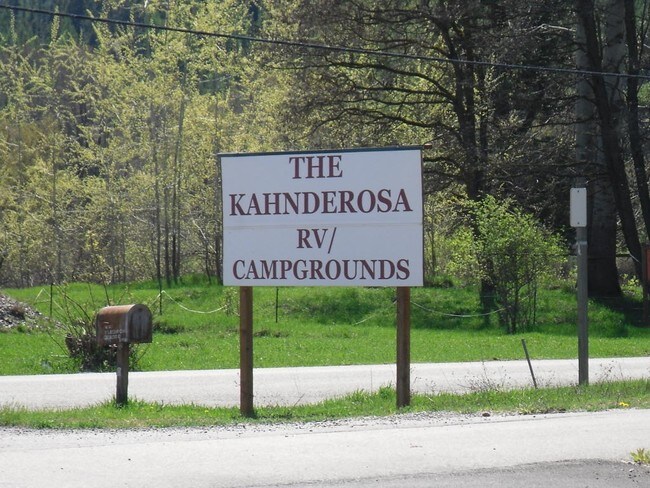 THE
KAHNDEROSA
RV/
CAMPGROUNDS